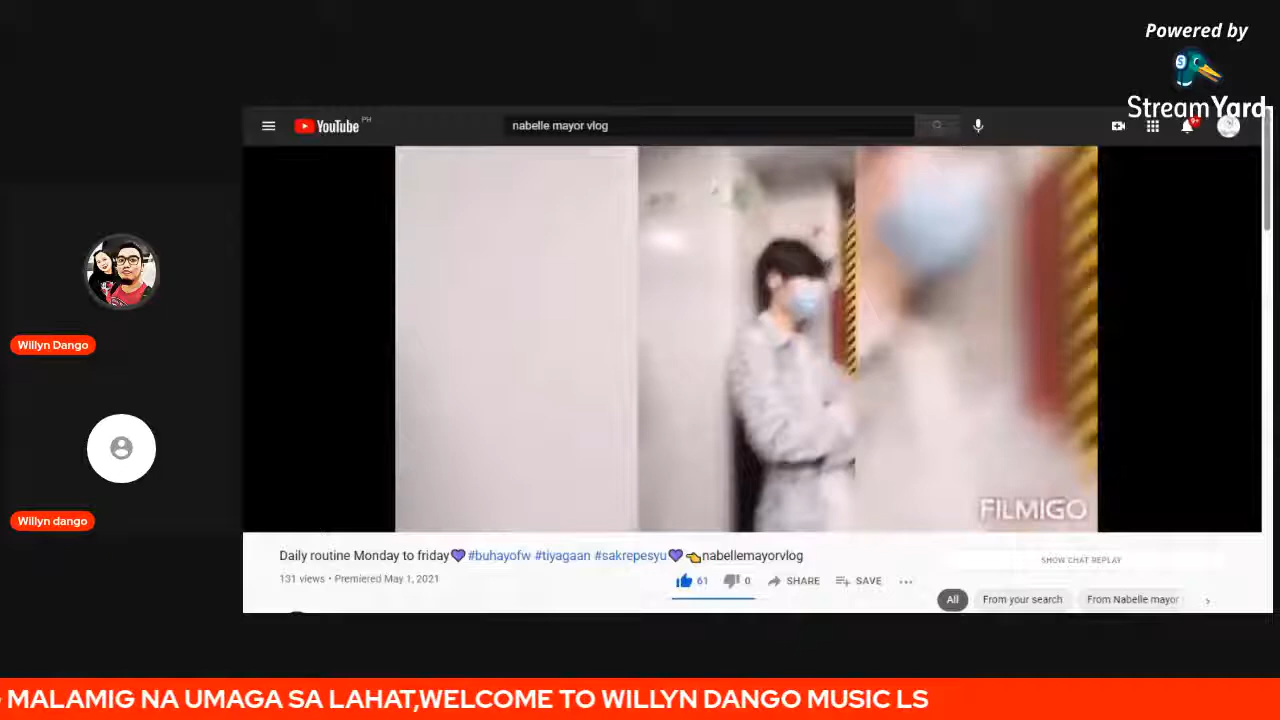 Powered by
StreamYard
YouTube PH
nabelle mayor vlog
9+
Willyn Dango
Willyn dango
FILMIGO
Daily routine Monday to friday💜#buhayofw #tiyagaan #sakrepesyu💜👈nabellemayorvlog
131 views • Premiered May 1, 2021
61
0
SHARE
SAVE
SHOW CHAT REPLAY
All
From your search
From Nabelle mayor
MALAMIG NA UMAGA SA LAHAT,WELCOME TO WILLYN DANGO MUSIC LS